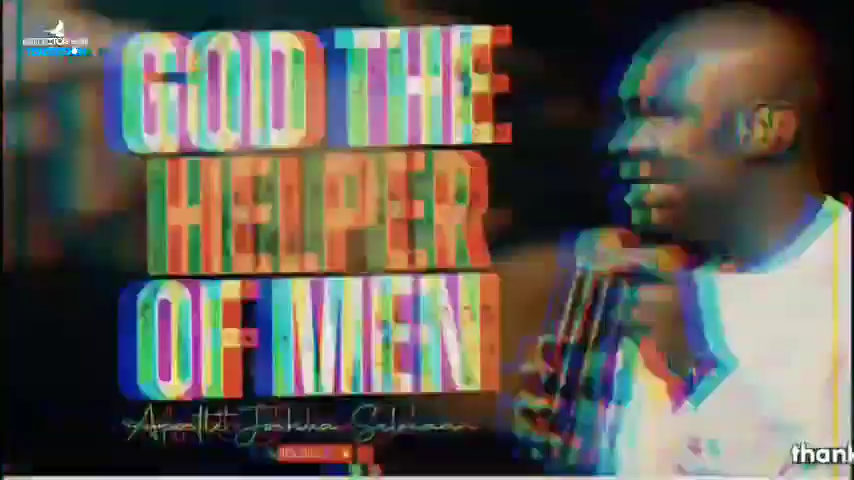 GOD THE
HELPER
OF MEN
Apostle Joshua Selman
thank